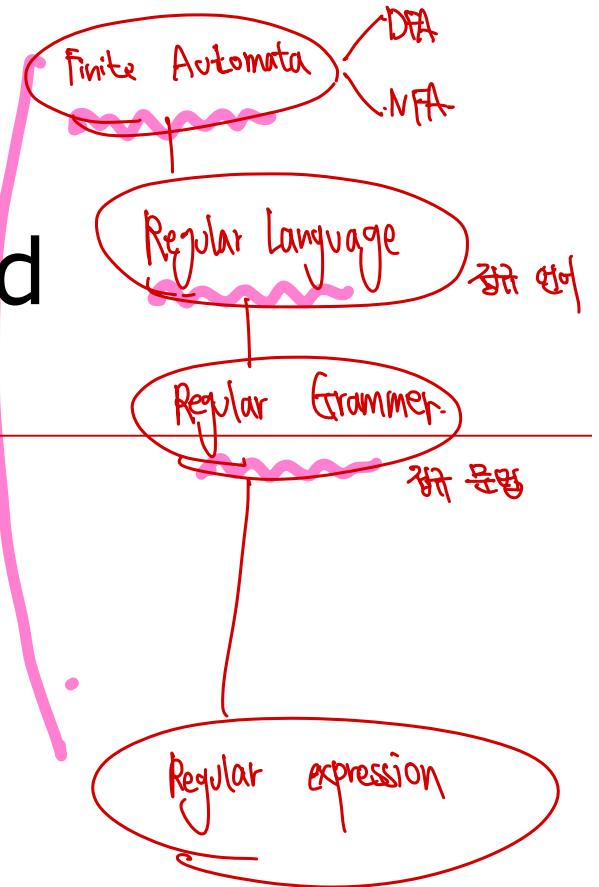 DFA
Finite Automata
NFA
Regular Language
d
정규 언어
Regular Grammer
정규 문법
Regular expression